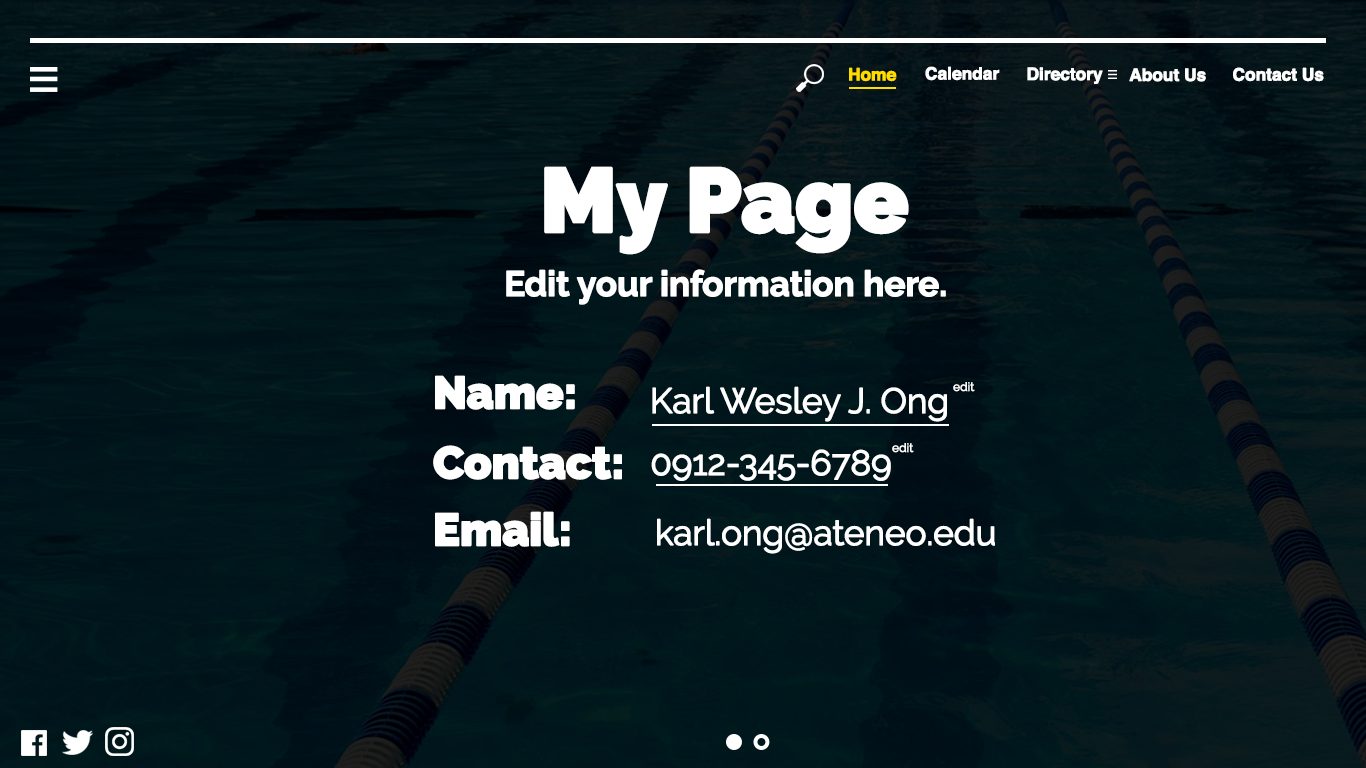 Home Calendar Directory About Us Contact Us
My Page
Edit your information here.
Name: Karl Wesley J. Ong edit
Contact: 0912-345-6789 edit
Email: karl.ong@ateneo.edu